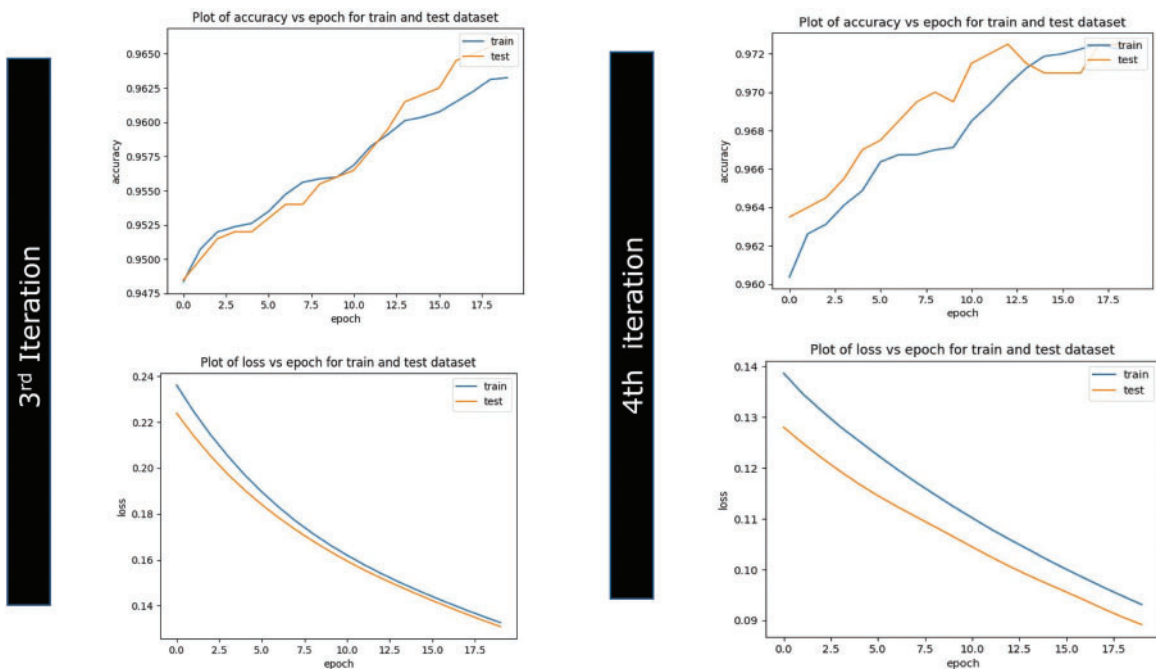 3rd Iteration
Plot of accuracy vs epoch for train and test dataset
train
test
0.9650
0.9625
0.9600
0.9575
0.9550
0.9525
0.9500
0.9475
accuracy
0.0 2.5 5.0 7.5 10.0 12.5 15.0 17.5
epoch
Plot of loss vs epoch for train and test dataset
train
test
0.24
0.22
0.20
0.18
0.16
0.14
loss
0.0 2.5 5.0 7.5 10.0 12.5 15.0 17.5
epoch
4th iteration
Plot of accuracy vs epoch for train and test dataset
train
test
0.972
0.970
0.968
0.966
0.964
0.962
0.960
accuracy
0.0 2.5 5.0 7.5 10.0 12.5 15.0 17.5
epoch
Plot of loss vs epoch for train and test dataset
train
test
0.14
0.13
0.12
0.11
0.10
0.09
loss
0.0 2.5 5.0 7.5 10.0 12.5 15.0 17.5
epoch